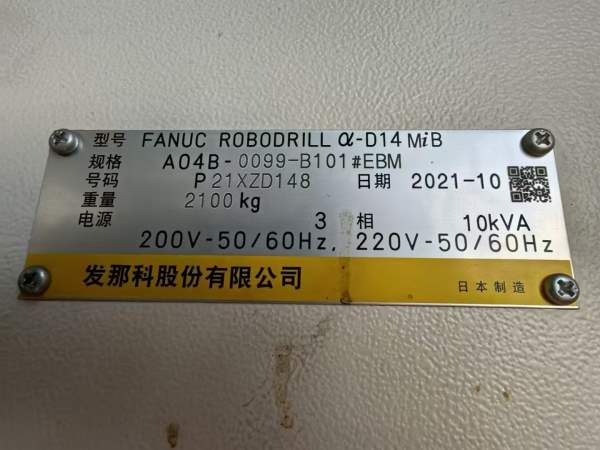 型号 FANUC ROBODRILL α-D14MiB
规格 A04B-0099-B101#EBM
号码 P21XZD148 日期 2021-10
重量 2100kg
电源 3 相 10kVA
200V-50/60Hz, 220V-50/60Hz
发那科股份有限公司 日本制造